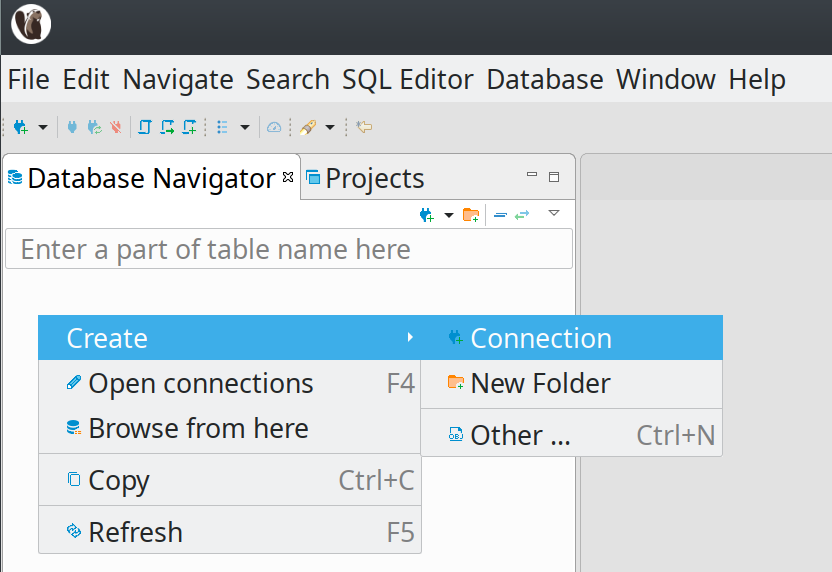 File Edit Navigate Search SQL Editor Database Window Help
Database Navigator Projects
Enter a part of table name here
Create Connection
Open connections F4 New Folder
Browse from here Other ... Ctrl+N
Copy Ctrl+C
Refresh F5